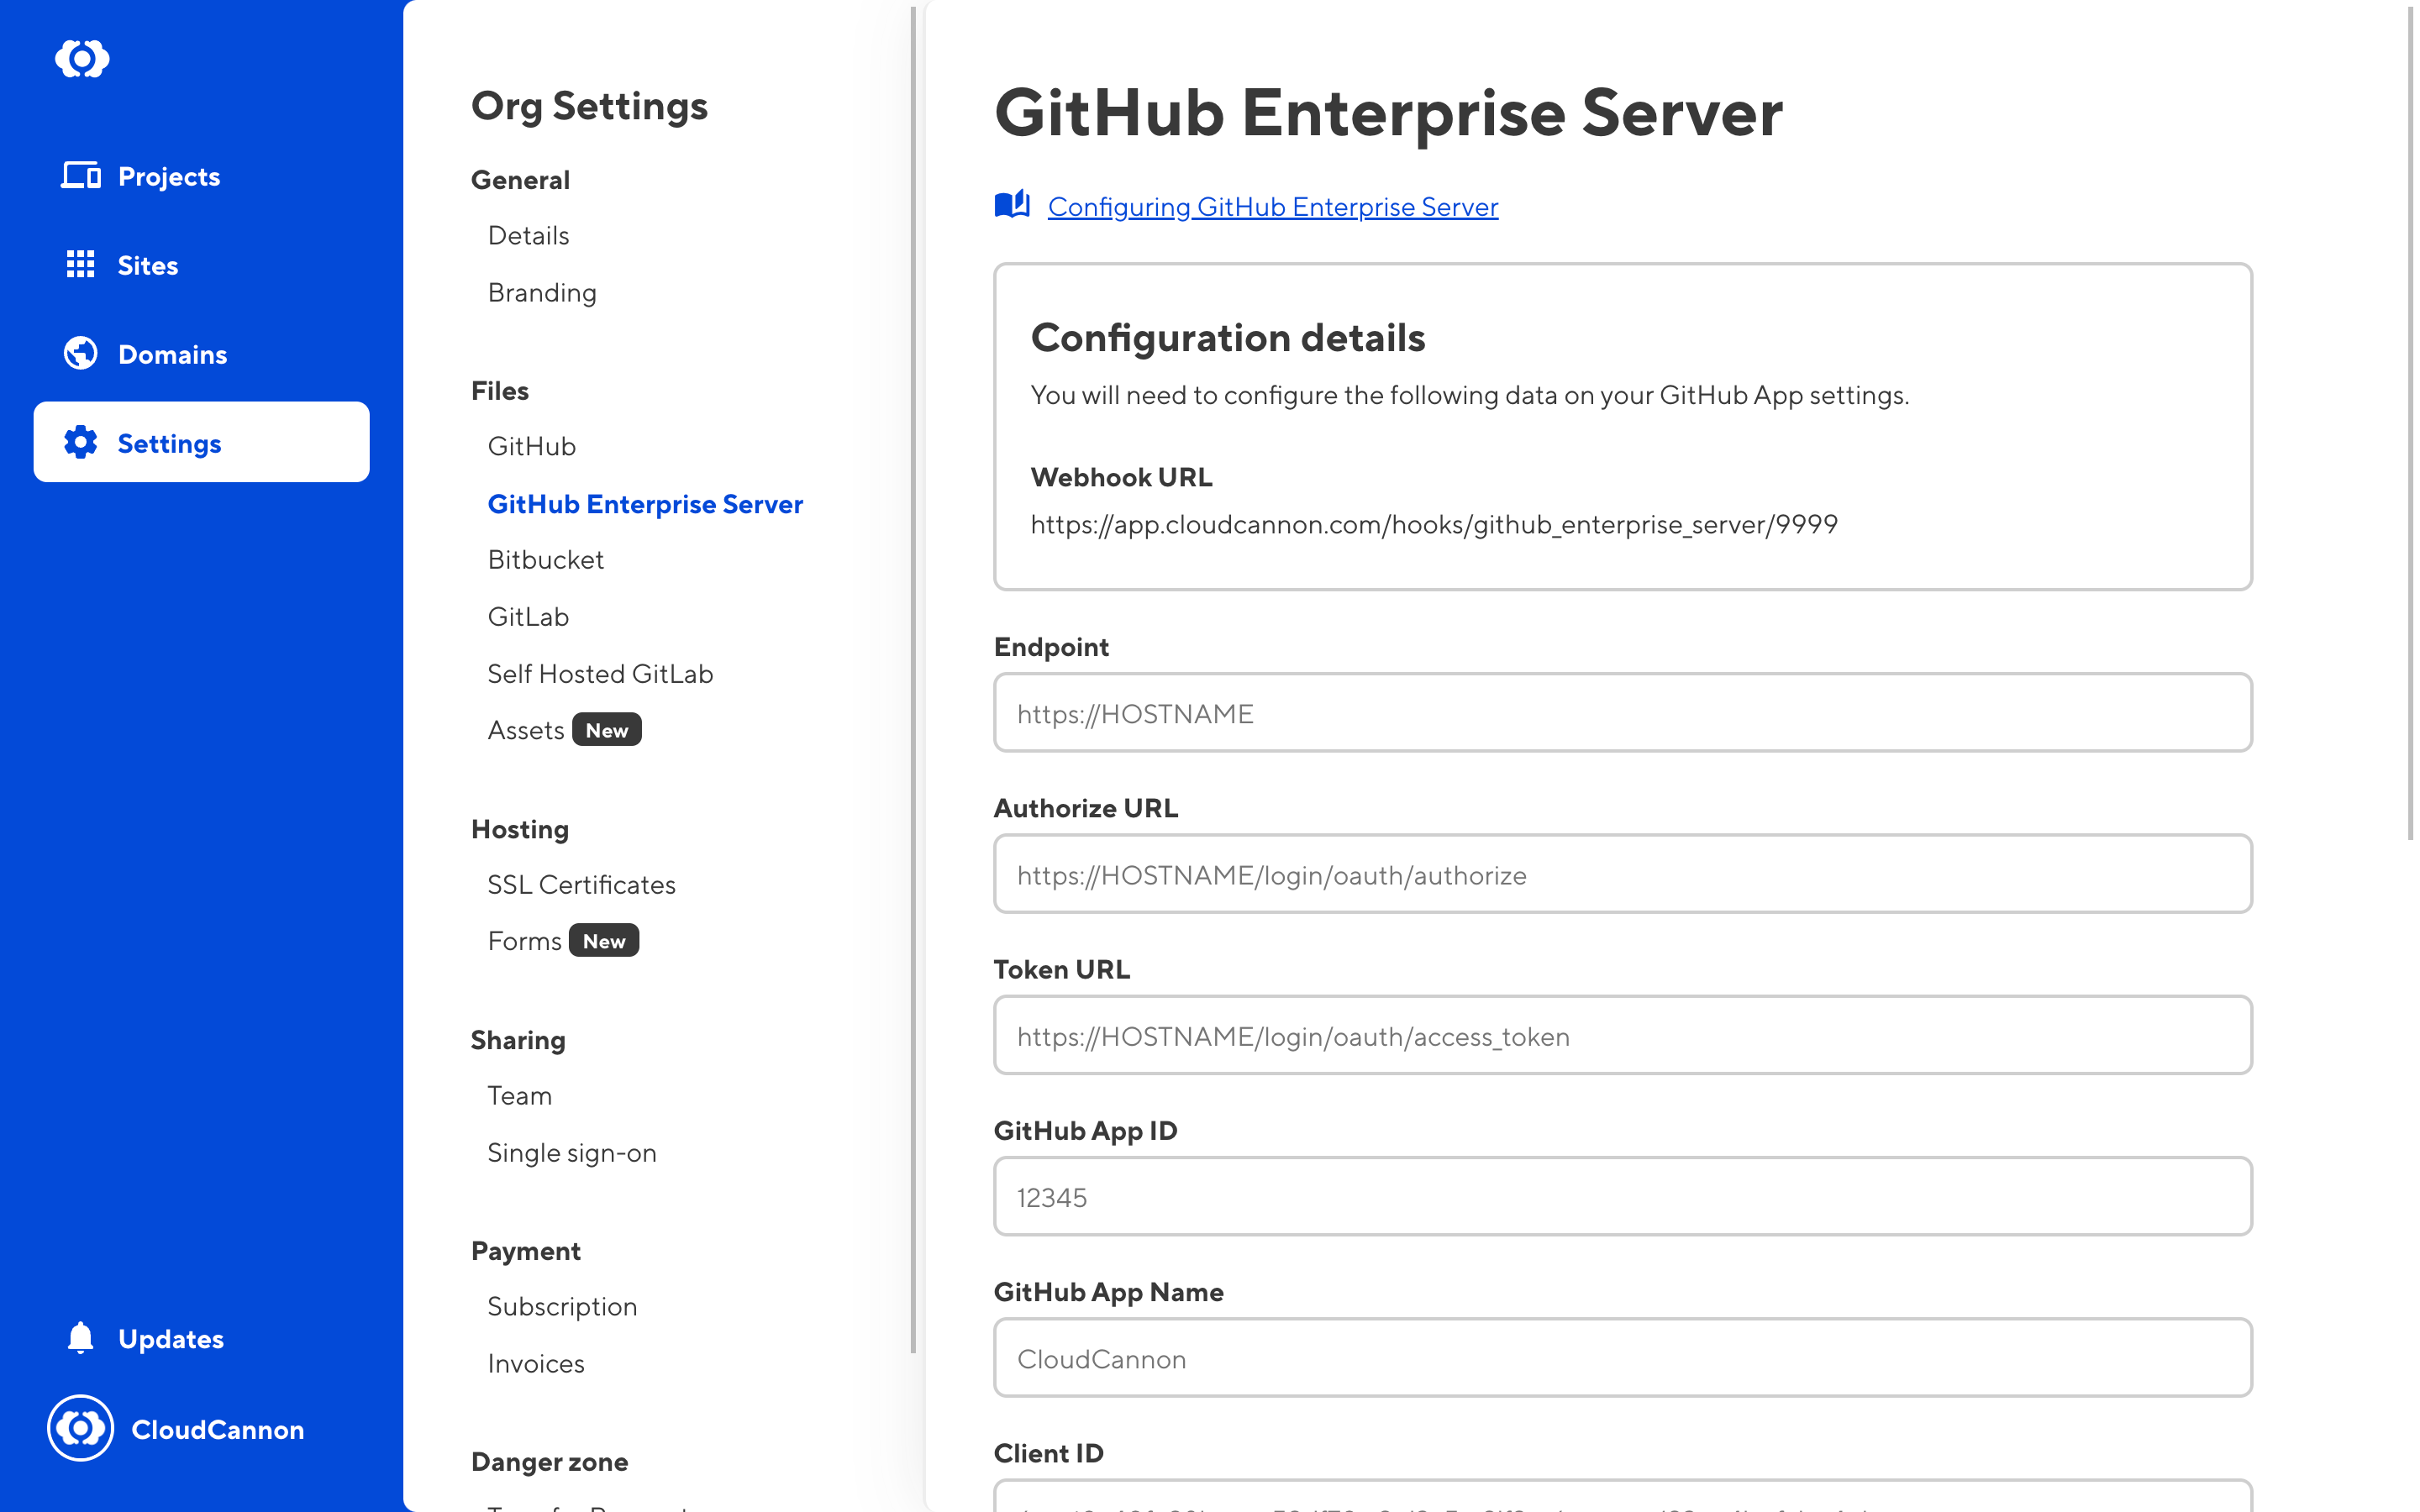 Projects
Sites
Domains
Settings
Updates
CloudCannon
Org Settings
General
Details
Branding
Files
GitHub
GitHub Enterprise Server
Bitbucket
GitLab
Self Hosted GitLab
Assets New
Hosting
SSL Certificates
Forms New
Sharing
Team
Single sign-on
Payment
Subscription
Invoices
Danger zone
GitHub Enterprise Server
Configuring GitHub Enterprise Server
Configuration details
You will need to configure the following data on your GitHub App settings.
Webhook URL
https://app.cloudcannon.com/hooks/github_enterprise_server/9999
Endpoint
https://HOSTNAME
Authorize URL
https://HOSTNAME/login/oauth/authorize
Token URL
https://HOSTNAME/login/oauth/access_token
GitHub App ID
12345
GitHub App Name
CloudCannon
Client ID